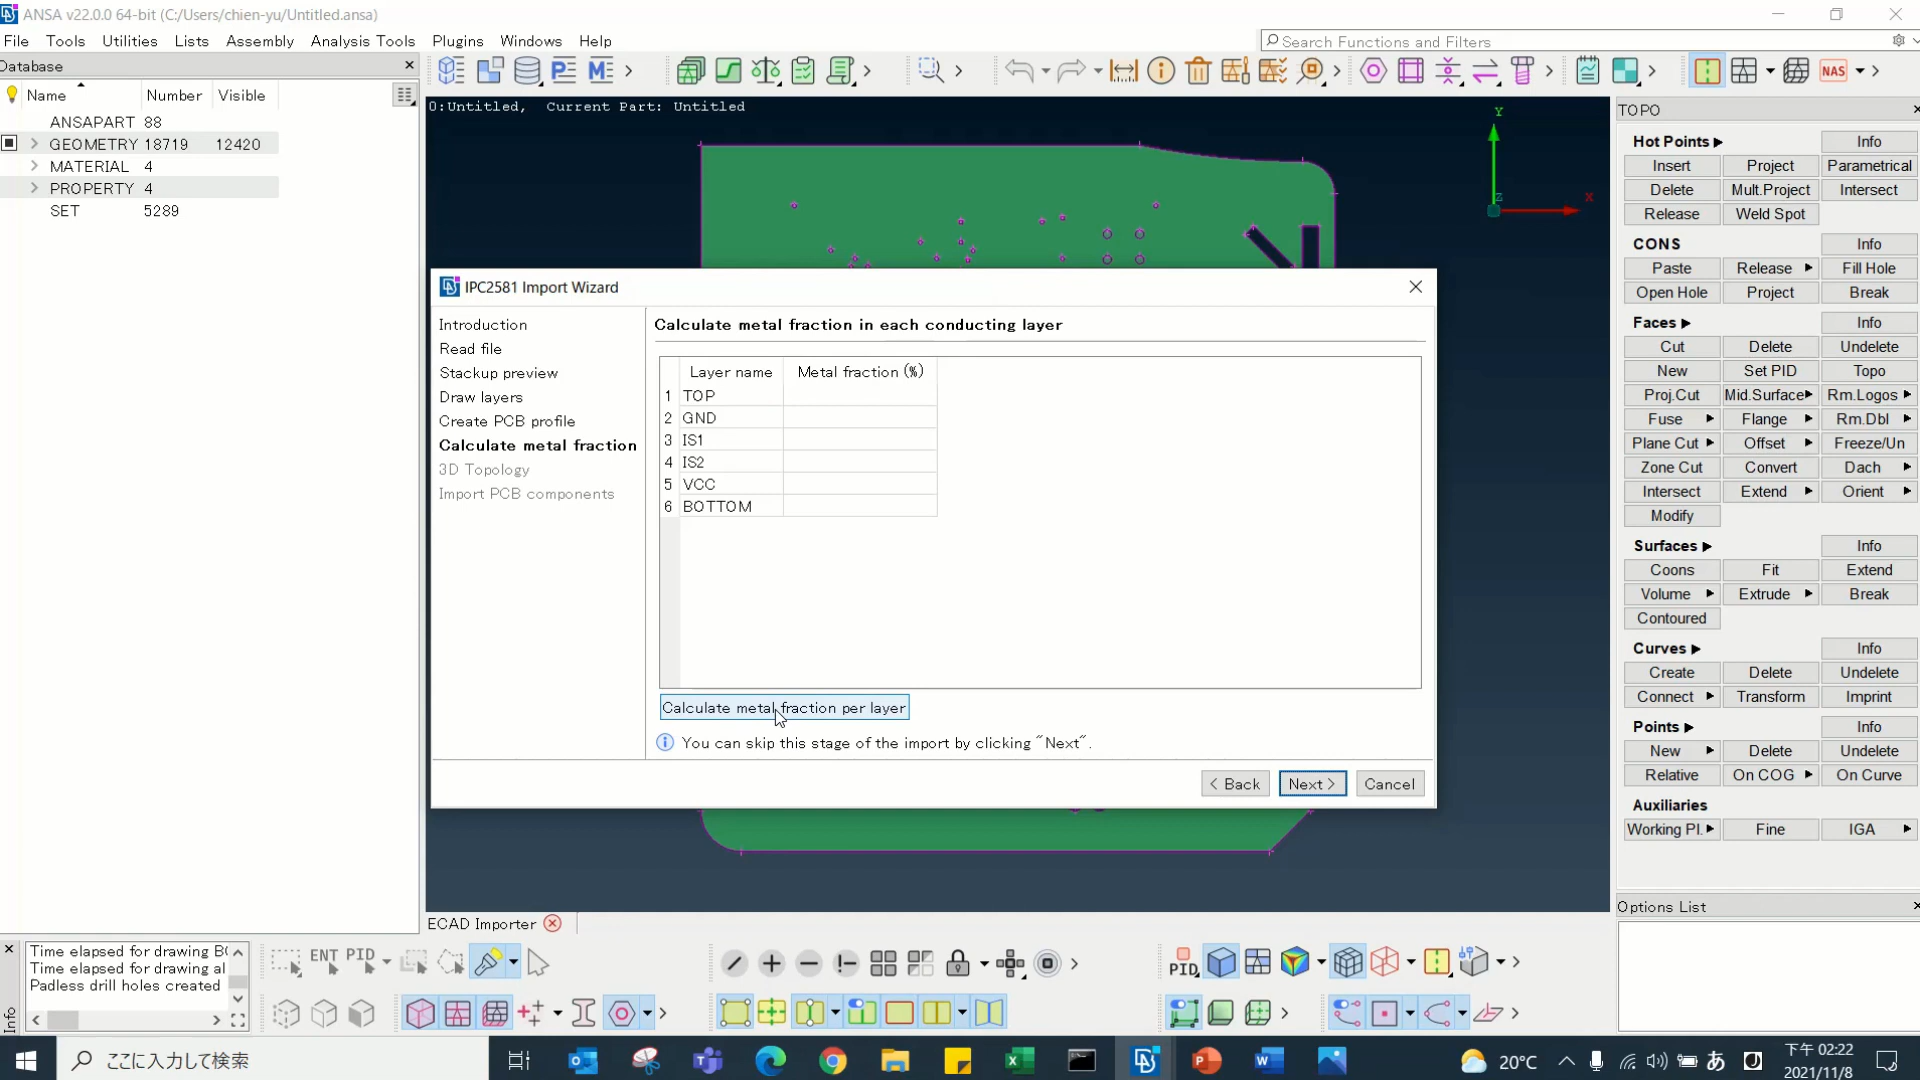 ANSA v22.0.0 64-bit (C:/Users/chien-yu/Untitled.ansa)
File Tools Utilities Lists Assembly Analysis Tools Plugins Windows Help
Search Functions and Filters
Database
Name Number Visible
ANSAPART 88
GEOMETRY 18719 12420
MATERIAL 4
PROPERTY 4
SET 5289
NAS
0:Untitled, Current Part: Untitled
Y
Z
X
IPC2581 Import Wizard
Introduction
Read file
Stackup preview
Draw layers
Create PCB profile
Calculate metal fraction
3D Topology
Import PCB components
Calculate metal fraction in each conducting layer
Layer name Metal fraction (%)
1 TOP
2 GND
3 IS1
4 IS2
5 VCC
6 BOTTOM
Calculate metal fraction per layer
You can skip this stage of the import by clicking "Next".
< Back Next > Cancel
TOPO
Hot Points Info
Insert Project Parametrical
Delete Mult.Project Intersect
Release Weld Spot
CONS Info
Paste Release Fill Hole
Open Hole Project Break
Faces Info
Cut Delete Undelete
New Set PID Topo
Proj.Cut Mid.Surface Rm.Logos
Fuse Flange Rm.Dbl
Plane Cut Offset Freeze/Un
Zone Cut Convert Dach
Intersect Extend Orient
Modify
Surfaces Info
Coons Fit Extend
Volume Extrude Break
Contoured
Curves Info
Create Delete Undelete
Connect Transform Imprint
Points Info
New Delete Undelete
Relative On COG On Curve
Auxiliaries
Working Pl. Fine IGA
Options List
ECAD Importer
Info
Time elapsed for drawing B
Time elapsed for drawing al
Padless drill holes created
ENT PID
PID
ここに入力して検索
20°C
あ
下午 02:22
2021/11/8